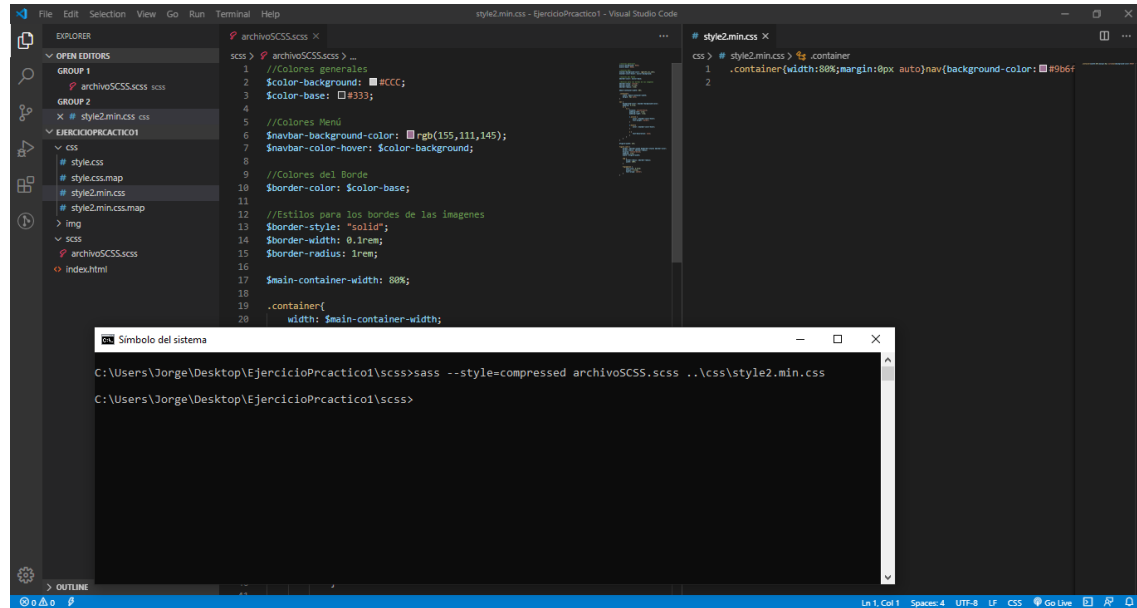 File Edit Selection View Go Run Terminal Help
style2.min.css - EjercicioPrcactico1 - Visual Studio Code
EXPLORER
OPEN EDITORS
GROUP 1
archivoSCSS.scss scss
GROUP 2
# style2.min.css css
EJERCICIOPRCACTICO1
css
# style.css
# style.css.map
# style2.min.css
# style2.min.css.map
img
scss
archivoSCSS.scss
index.html
OUTLINE
archivoSCSS.scss
scss > archivoSCSS.scss > ...
1 //Colores generales
2 $color-background: #CCC;
3 $color-base: #333;
4
5 //Colores Menú
6 $navbar-background-color: rgb(155,111,145);
7 $navbar-color-hover: $color-background;
8
9 //Colores del Borde
10 $border-color: $color-base;
11
12 //Estilos para los bordes de las imagenes
13 $border-style: "solid";
14 $border-width: 0.1rem;
15 $border-radius: 1rem;
16
17 $main-container-width: 80%;
18
19 .container{
20 width: $main-container-width;
# style2.min.css
css > # style2.min.css > .container
1 .container{width:80%;margin:0px auto}nav{background-color: #9b6f
2
Símbolo del sistema
C:\Users\Jorge\Desktop\EjercicioPrcactico1\scss>sass --style=compressed archivoSCSS.scss ..\css\style2.min.css
C:\Users\Jorge\Desktop\EjercicioPrcactico1\scss>
0 0
Ln 1, Col 1 Spaces: 4 UTF-8 LF CSS Go Live